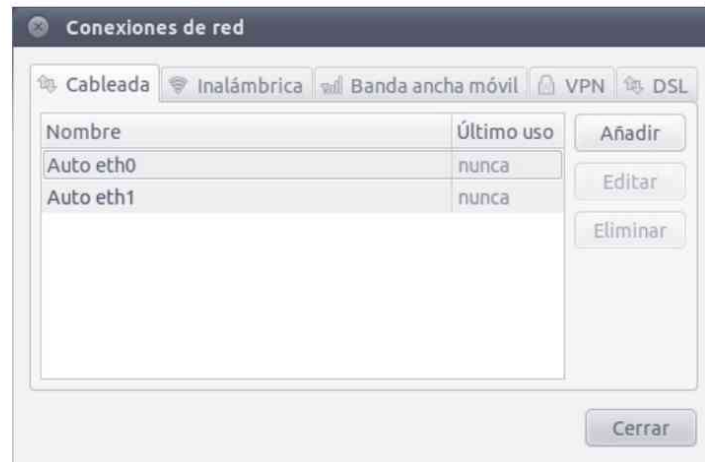 Conexiones de red
Cableada Inalámbrica Banda ancha móvil VPN DSL
Nombre Último uso Añadir
Auto eth0 nunca
Editar
Auto eth1 nunca
Eliminar
Cerrar